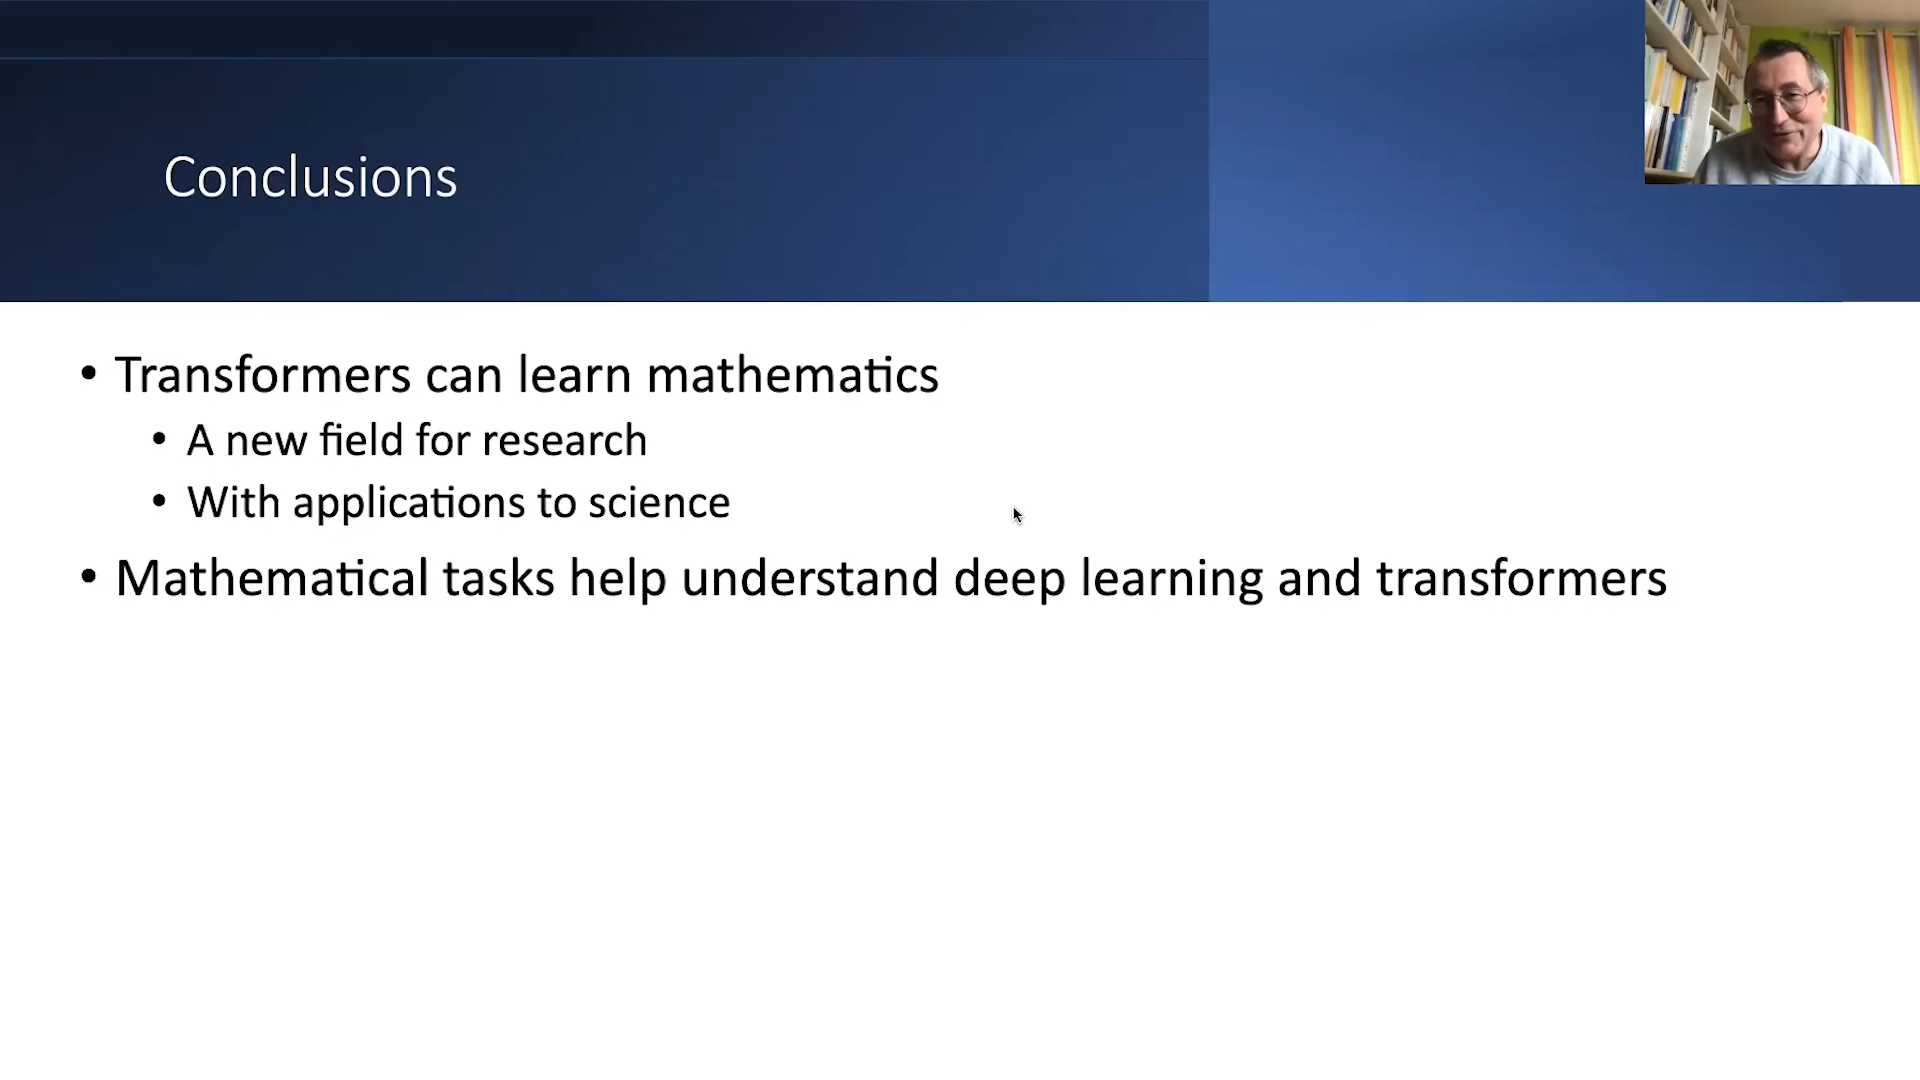 Conclusions
• Transformers can learn mathematics
• A new field for research
• With applications to science
• Mathematical tasks help understand deep learning and transformers